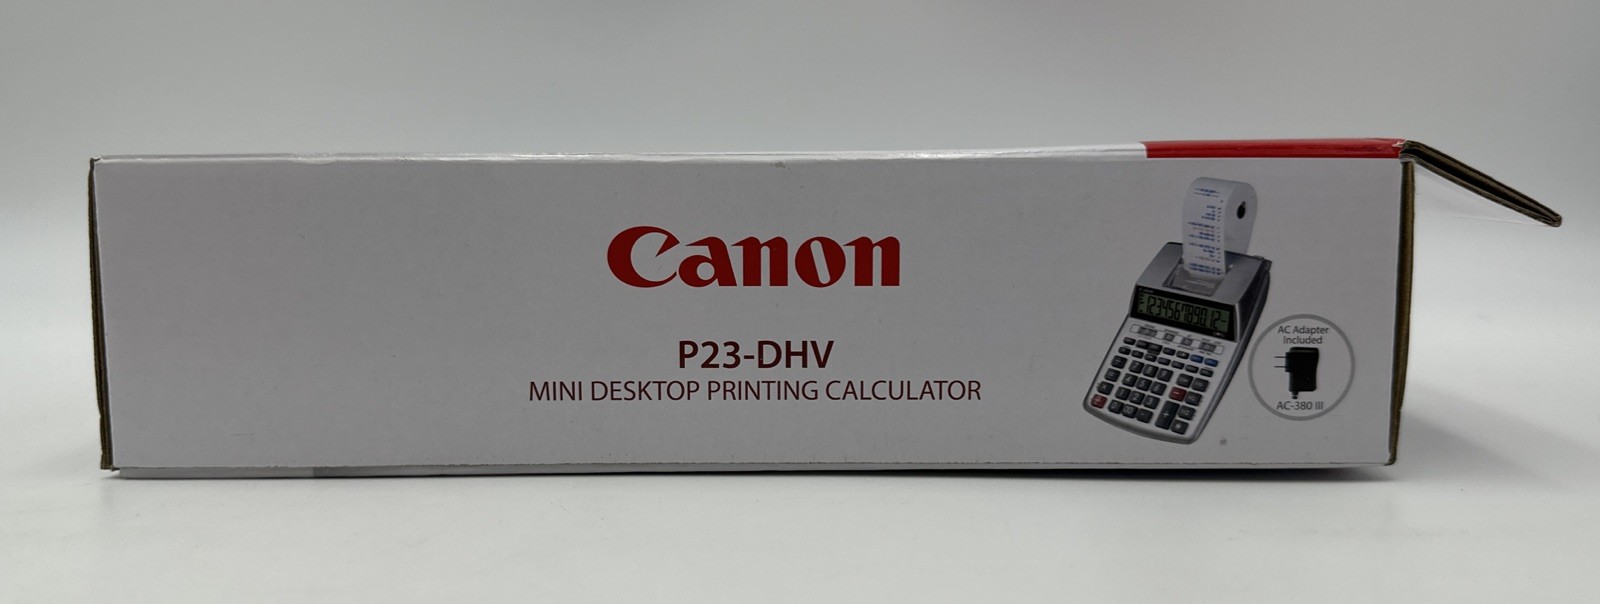 Canon
P23-DHV
MINI DESKTOP PRINTING CALCULATOR
AC Adapter
Included
AC-380 III